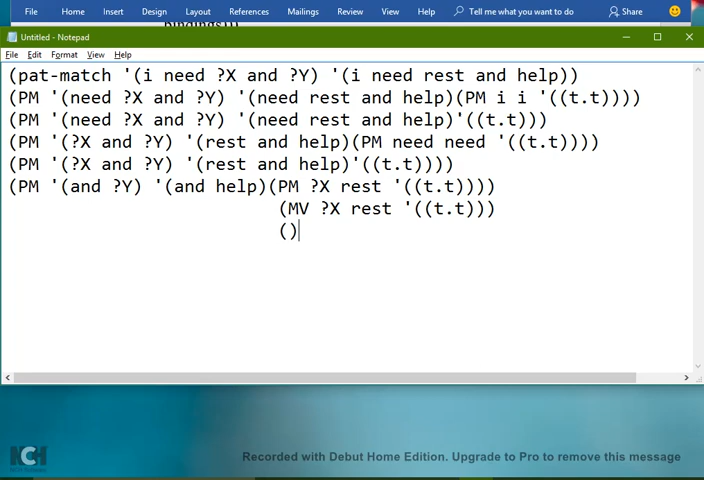 File Home Insert Design Layout References Mailings Review View Help Tell me what you want to do Share
Untitled - Notepad
File Edit Format View Help
(pat-match '(i need ?X and ?Y) '(i need rest and help))
(PM '(need ?X and ?Y) '(need rest and help)(PM i i '((t.t))))
(PM '(need ?X and ?Y) '(need rest and help)'((t.t)))
(PM '(?X and ?Y) '(rest and help)(PM need need '((t.t))))
(PM '(?X and ?Y) '(rest and help)'((t.t))))
(PM '(and ?Y) '(and help)(PM ?X rest '((t.t))))
(MV ?X rest '((t.t)))
()
NCH
Recorded with Debut Home Edition. Upgrade to Pro to remove this message